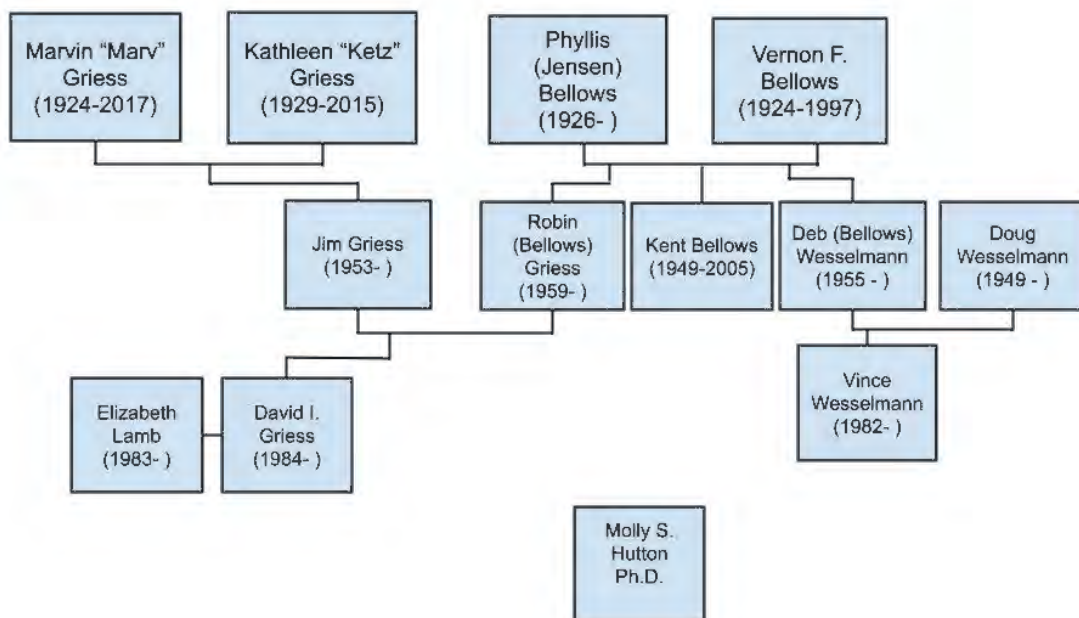 Marvin “Marv”
Griess
(1924-2017)
Kathleen “Ketz”
Griess
(1929-2015)
Phyllis
(Jensen)
Bellows
(1926- )
Vernon F.
Bellows
(1924-1997)
Jim Griess
(1953- )
Robin
(Bellows)
Griess
(1959- )
Kent Bellows
(1949-2005)
Deb (Bellows)
Wesselmann
(1955 - )
Doug
Wesselmann
(1949 - )
Elizabeth
Lamb
(1983- )
David I.
Griess
(1984- )
Vince
Wesselmann
(1982- )
Molly S.
Hutton
Ph.D.